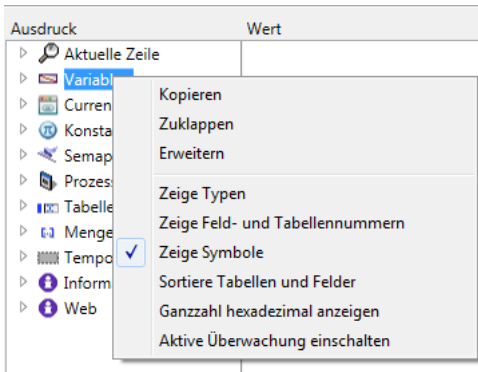 Ausdruck Wert
Aktuelle Zeile
Variabl
Kopieren
Curren
Zuklappen
Konsta
Erweitern
Semap
Prozes
Zeige Typen
Tabelle
Zeige Feld- und Tabellennummern
Menge
Zeige Symbole
Tempo
Sortiere Tabellen und Felder
Inform
Ganzzahl hexadezimal anzeigen
Web
Aktive Überwachung einschalten